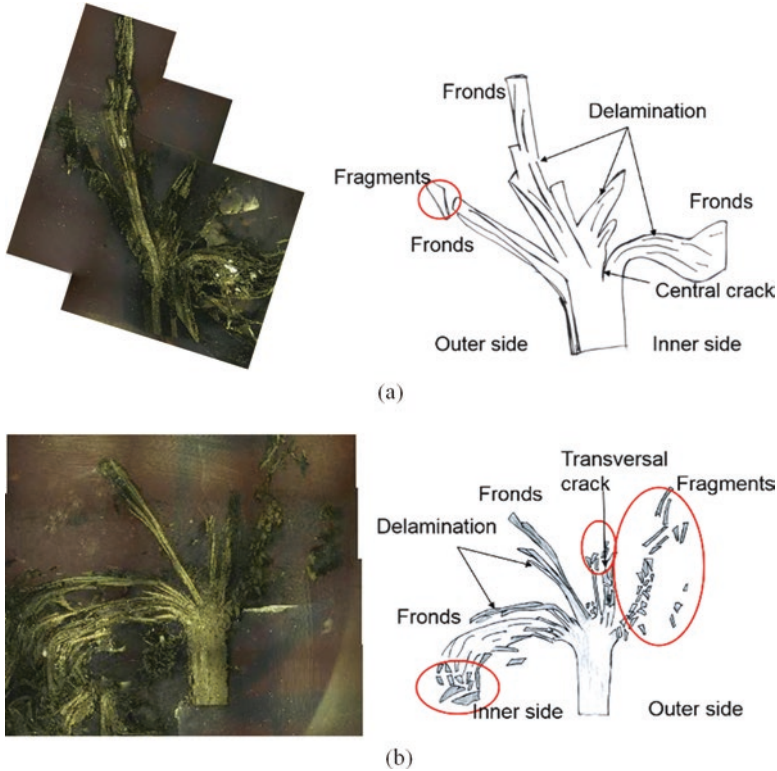 Fronds
Delamination
Fragments
Fronds
Fronds
Central crack
Outer side
Inner side
(a)
Transversal
crack
Fragments
Fronds
Delamination
Fronds
Inner side
Outer side
(b)